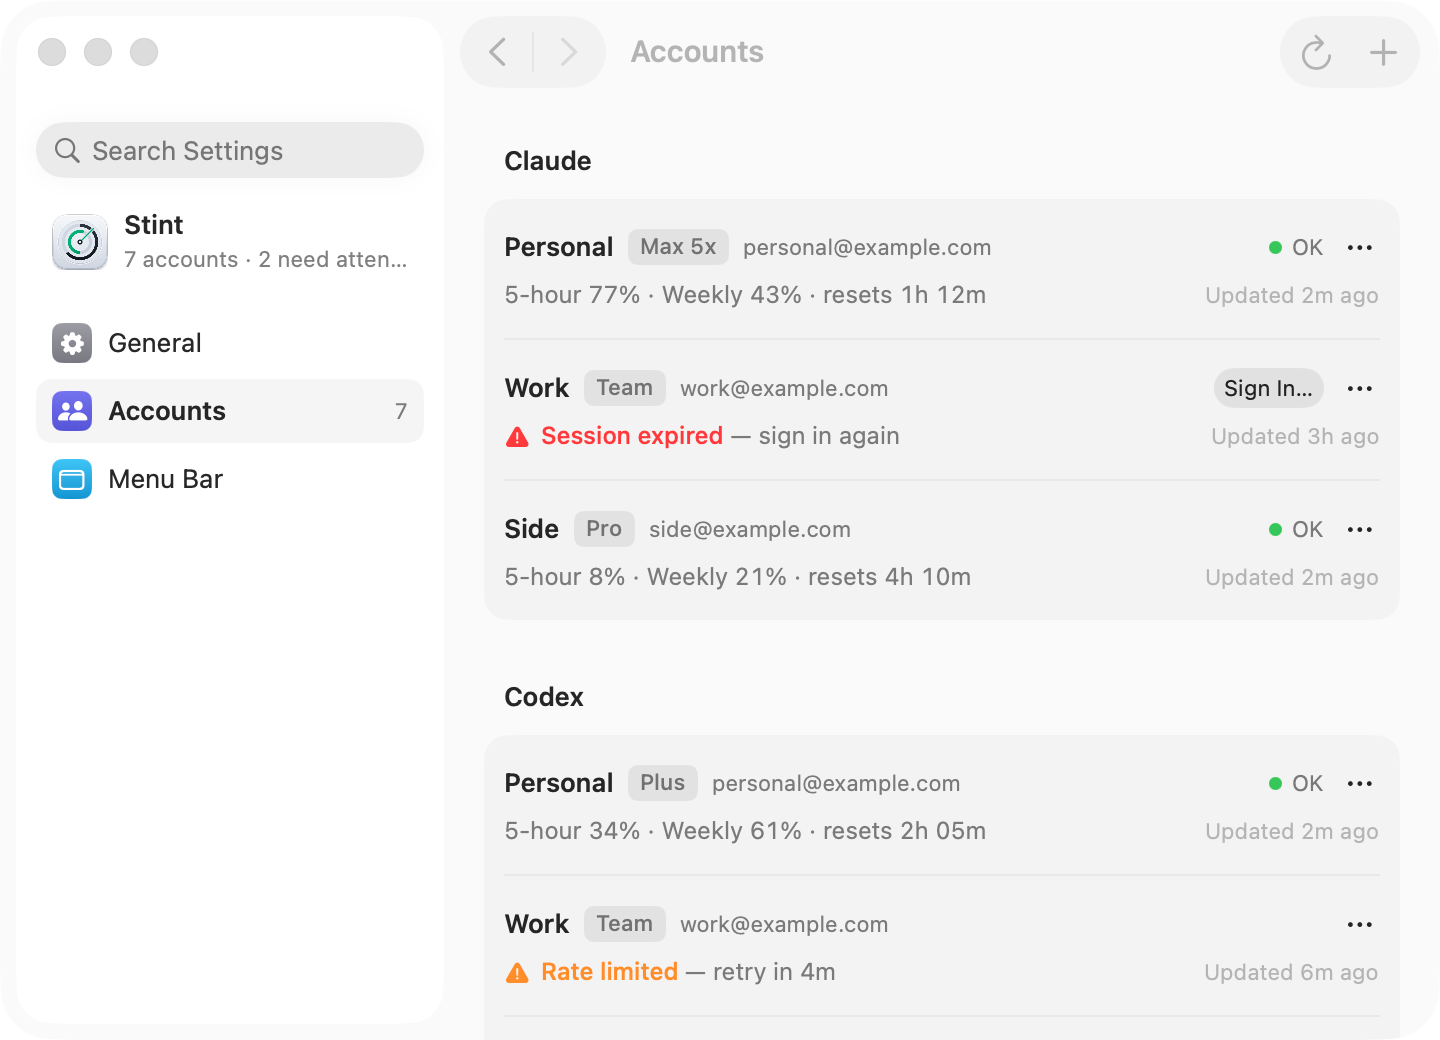 Accounts
Search Settings
Stint
7 accounts · 2 need atten...
General
Accounts 7
Menu Bar
Claude
Personal Max 5x personal@example.com OK
5-hour 77% · Weekly 43% · resets 1h 12m Updated 2m ago
Work Team work@example.com Sign In...
Session expired — sign in again Updated 3h ago
Side Pro side@example.com OK
5-hour 8% · Weekly 21% · resets 4h 10m Updated 2m ago
Codex
Personal Plus personal@example.com OK
5-hour 34% · Weekly 61% · resets 2h 05m Updated 2m ago
Work Team work@example.com
Rate limited — retry in 4m Updated 6m ago